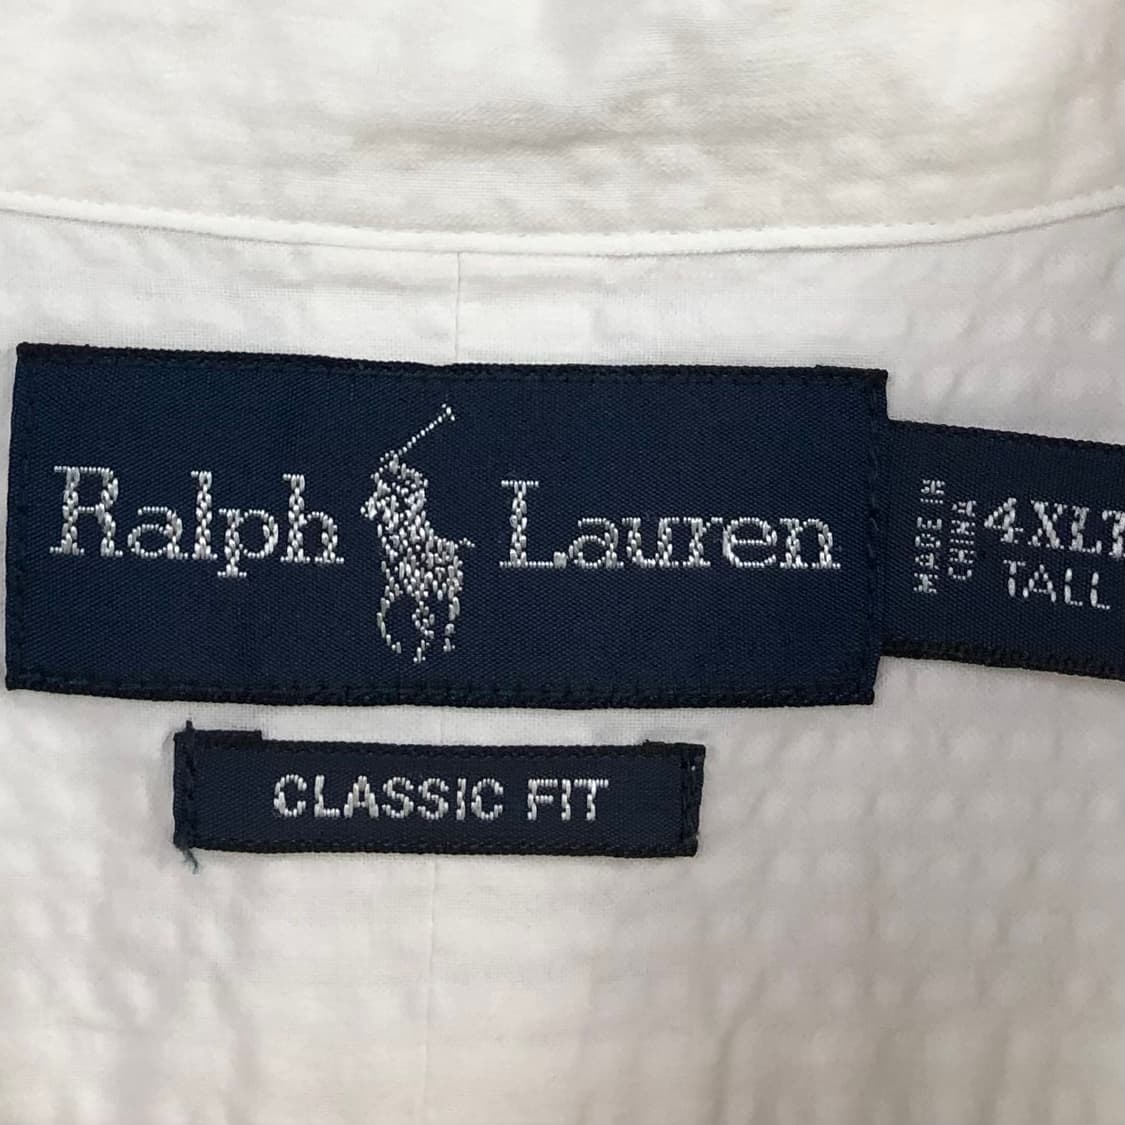 Ralph Lauren
MADE IN
CHINA
4XLT
TALL
CLASSIC FIT